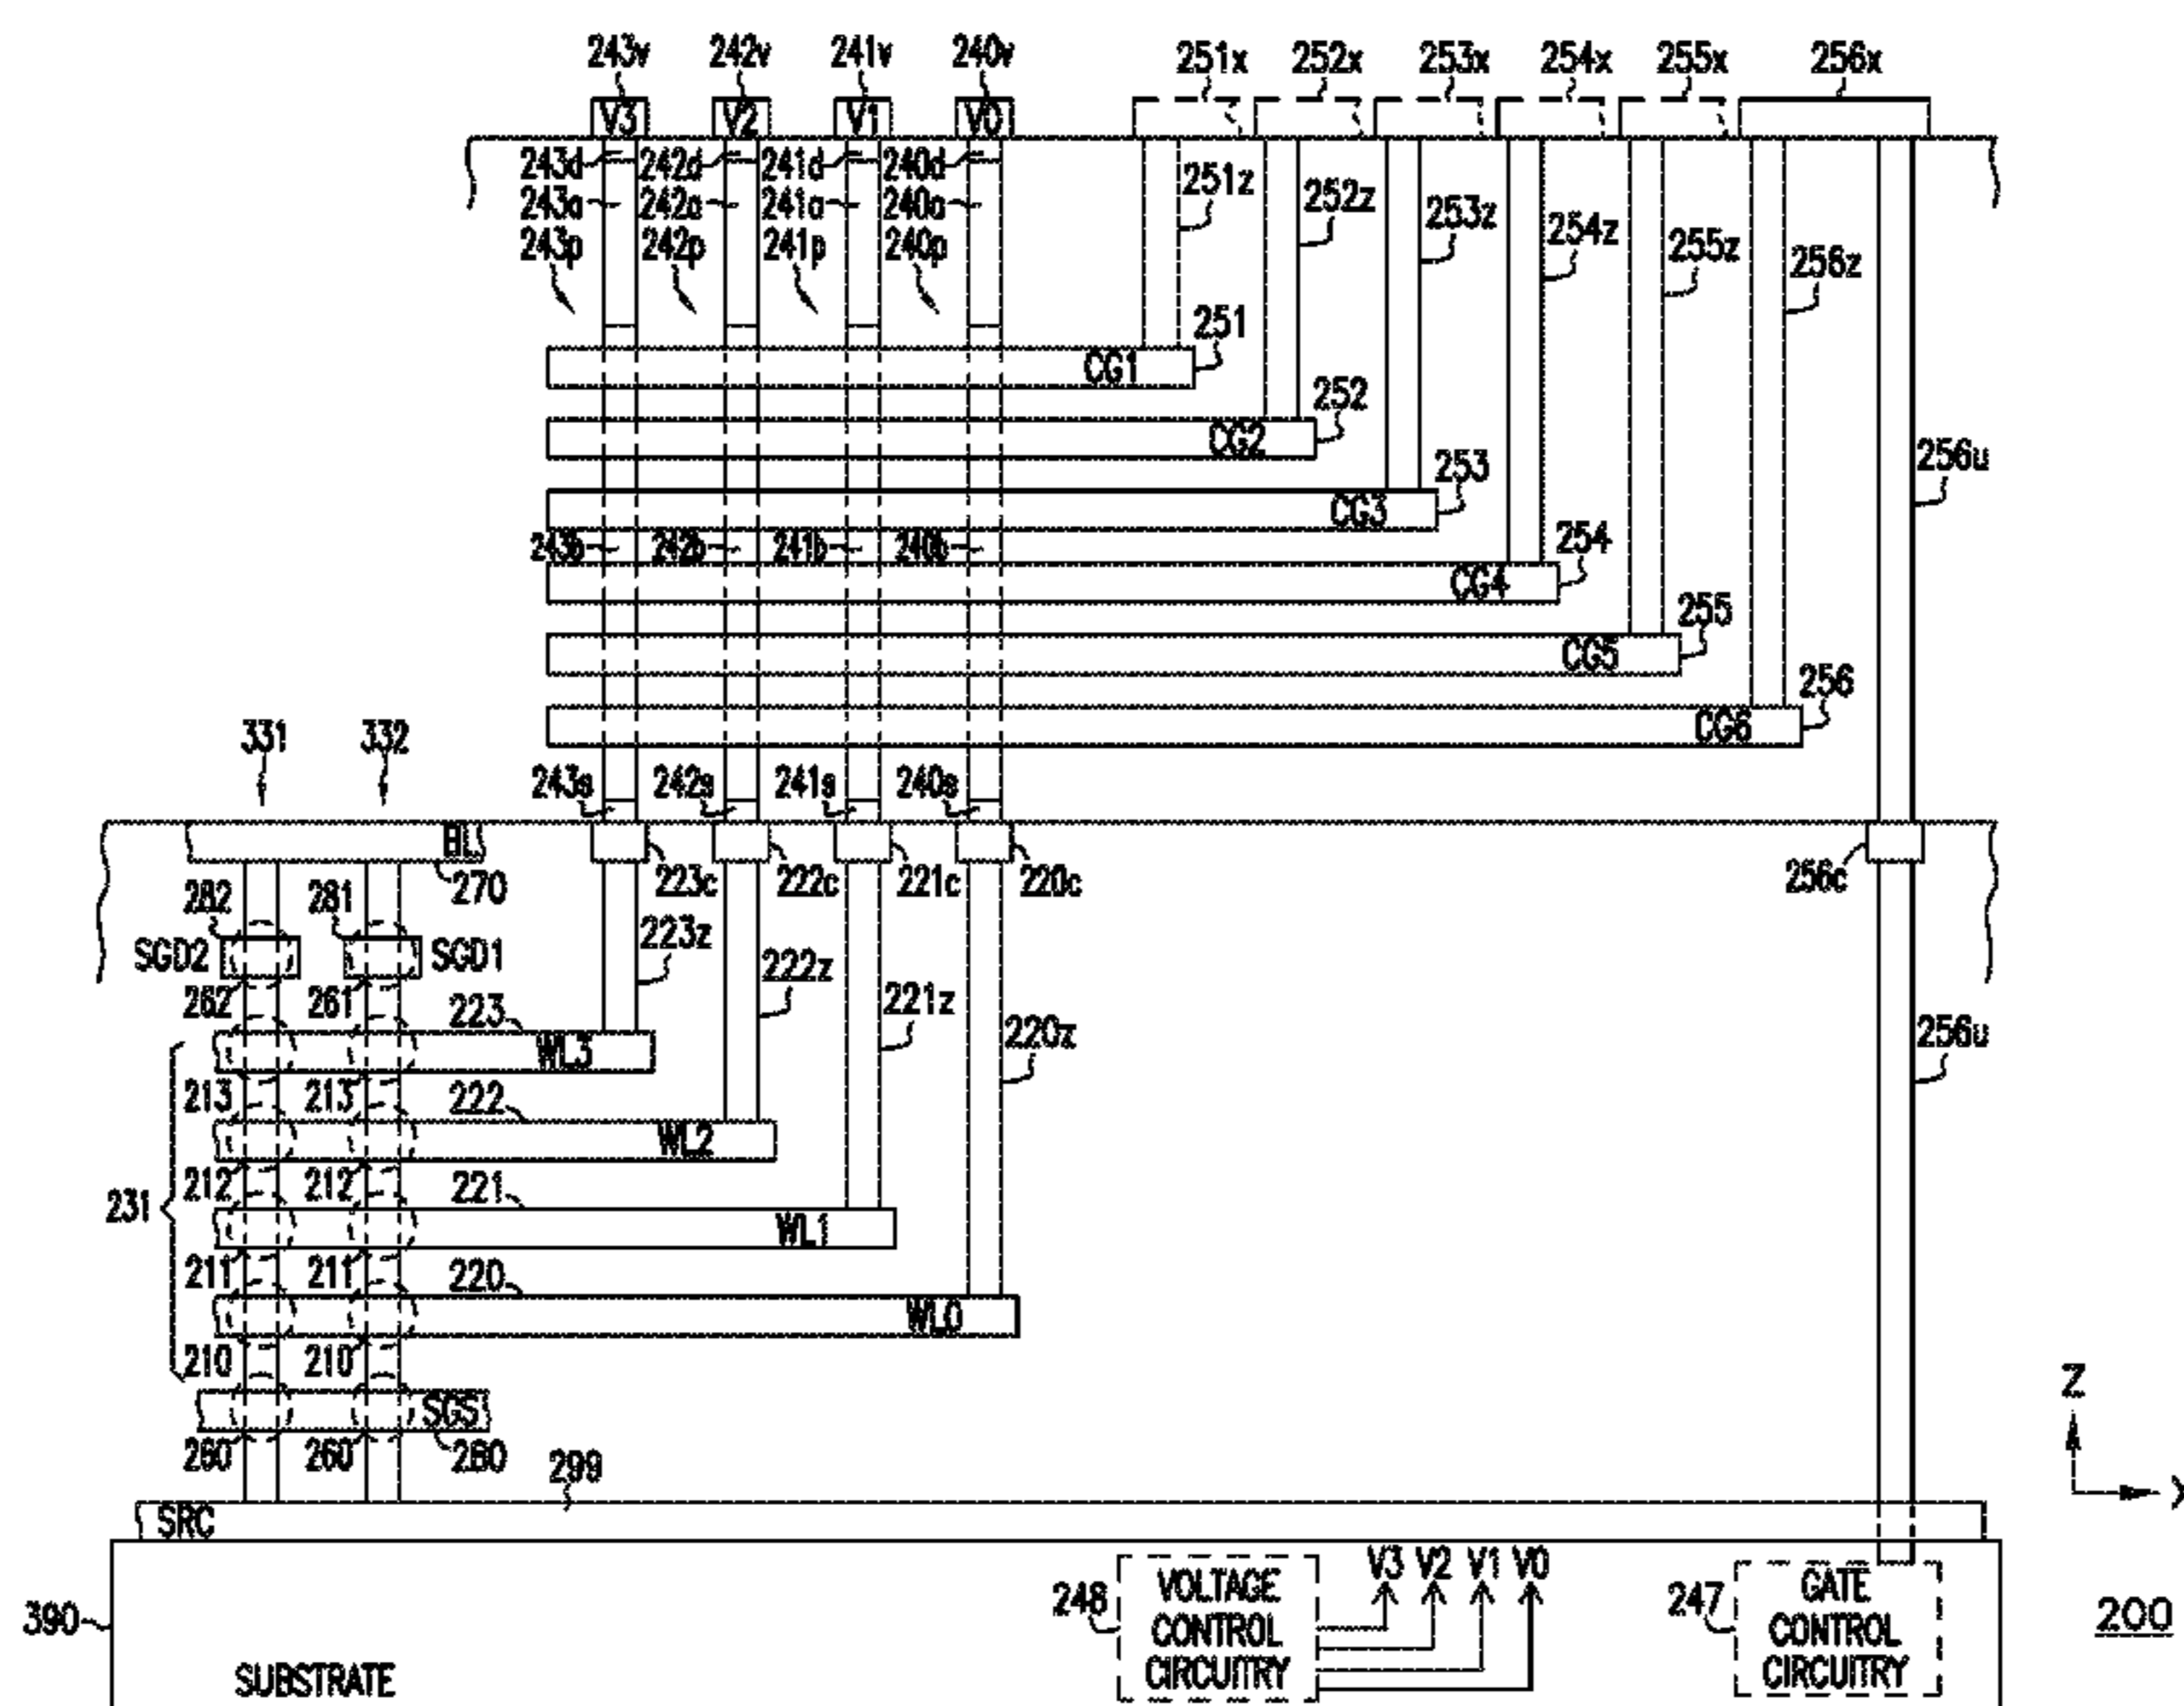 243v 242v 241v 240v 251x 252x 253x 254x 255x 256x
V3 V2 V1 V0
243d 242d 241d 240d 251z 252z 253z 254z 255z 256z
243a 242a 241a 240a
243p 242p 241p 240p
CG1 251
CG2 252
CG3 253
256u
243b 242b 241b 240b
CG4 254
CG5 255
CG6 256
331 332
243s 242s 241s 240s
BL 270
223c 222c 221c 220c 256c
282 281
SGD2 SGD1
223z 222z 221z 220z 256u
262 261
223 WL3
213 213
222 WL2
212 212
231
221 WL1
211 211
220 WL0
210 210
SGS
260 260 280
299
SRC
Z
X
390
SUBSTRATE
248
VOLTAGE
CONTROL
CIRCUITRY
V3 V2 V1 V0
247
GATE
CONTROL
CIRCUITRY
200